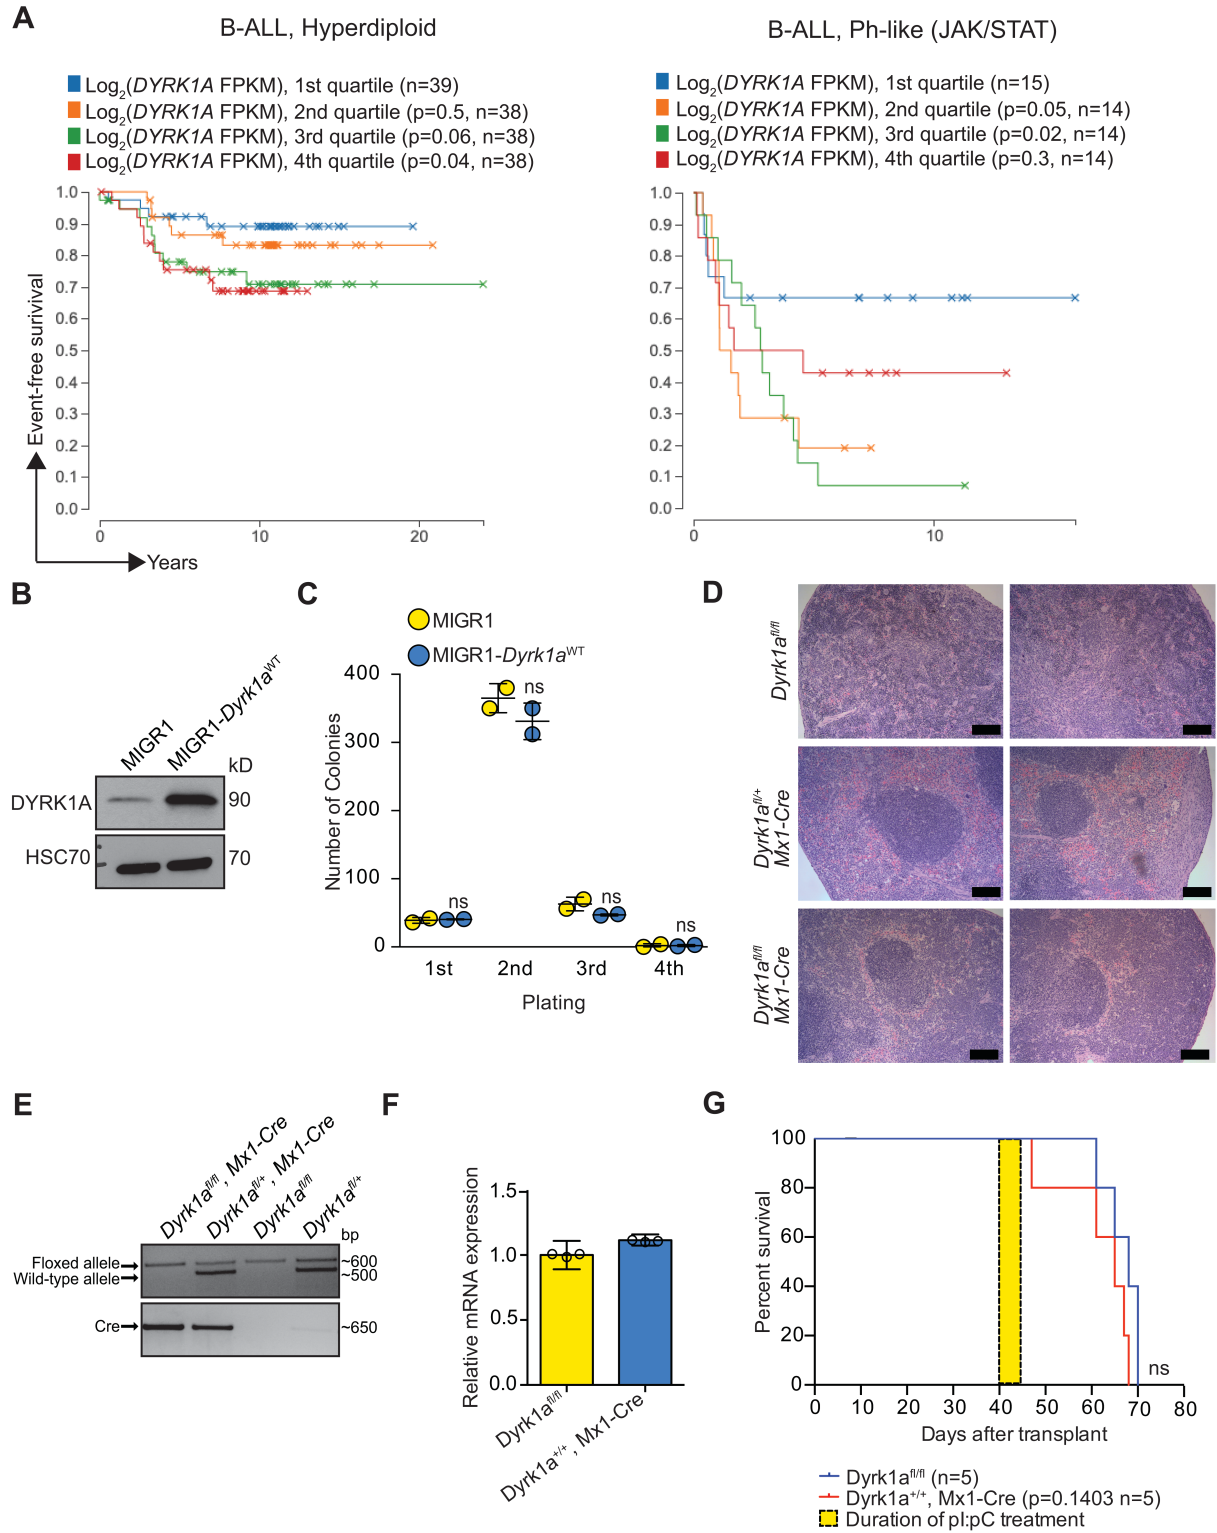 A
B-ALL, Hyperdiploid
Log2(DYRK1A FPKM), 1st quartile (n=39)
Log2(DYRK1A FPKM), 2nd quartile (p=0.5, n=38)
Log2(DYRK1A FPKM), 3rd quartile (p=0.06, n=38)
Log2(DYRK1A FPKM), 4th quartile (p=0.04, n=38)
B-ALL, Ph-like (JAK/STAT)
Log2(DYRK1A FPKM), 1st quartile (n=15)
Log2(DYRK1A FPKM), 2nd quartile (p=0.05, n=14)
Log2(DYRK1A FPKM), 3rd quartile (p=0.02, n=14)
Log2(DYRK1A FPKM), 4th quartile (p=0.3, n=14)
Event-free surivival
1.0
0.9
0.8
0.7
0.6
0.5
0.4
0.3
0.2
0.1
0.0
0 10 20
Years
1.0
0.9
0.8
0.7
0.6
0.5
0.4
0.3
0.2
0.1
0.0
0 10
B
MIGR1
MIGR1-Dyrk1aWT
kD
DYRK1A 90
HSC70 70
C
MIGR1
MIGR1-Dyrk1aWT
Number of Colonies
400
300
200
100
0
ns
ns
ns
ns
1st 2nd 3rd 4th
Plating
D
Dyrk1afl/fl
Dyrk1afl/+
Mx1-Cre
Dyrk1afl/fl
Mx1-Cre
E
Dyrk1afl/fl, Mx1-Cre
Dyrk1afl/+, Mx1-Cre
Dyrk1afl/fl
Dyrk1afl/+
bp
Floxed allele ~600
Wild-type allele ~500
Cre ~650
F
Relative mRNA expression
1.5
1.0
0.5
0.0
Dyrk1afl/fl
Dyrk1a+/+, Mx1-Cre
G
Percent survival
100
80
60
40
20
0
ns
0 10 20 30 40 50 60 70 80
Days after transplant
Dyrk1afl/fl (n=5)
Dyrk1a+/+, Mx1-Cre (p=0.1403 n=5)
Duration of pI:pC treatment